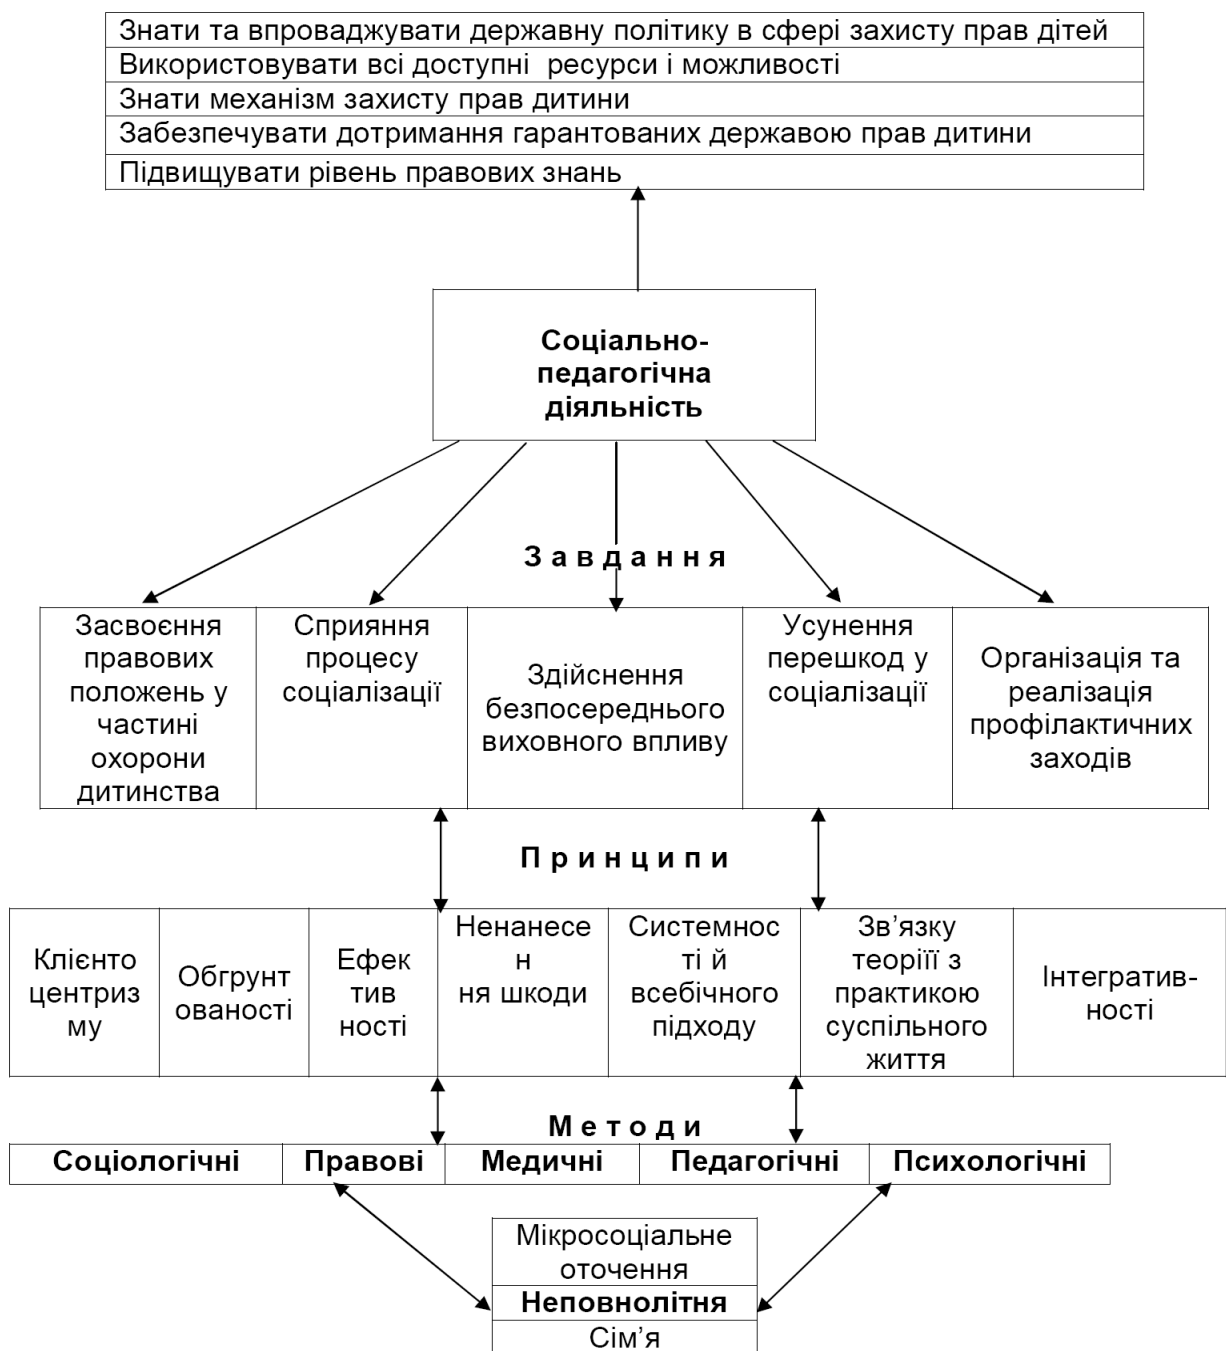 Знати та впроваджувати державну політику в сфері захисту прав дітей
Використовувати всі доступні ресурси і можливості
Знати механізм захисту прав дитини
Забезпечувати дотримання гарантованих державою прав дитини
Підвищувати рівень правових знань
Соціально-
педагогічна
діяльність
З а в д а н н я
Засвоєння
правових
положень у
частині
охорони
дитинства
Сприяння
процесу
соціалізації
Здійснення
безпосереднього
виховного впливу
Усунення
перешкод у
соціалізації
Організація та
реалізація
профілактичних
заходів
П р и н ц и п и
Клієнто
центриз
му
Обгрунт
ованості
Ефек
тив
ності
Ненанесе
н
ня шкоди
Системнос
ті й
всебічного
підходу
Зв’язку
теоріїї з
практикою
суспільного
життя
Інтегратив-
ності
М е т о д и
Соціологічні
Правові
Медичні
Педагогічні
Психологічні
Мікросоціальне
оточення
Неповнолітня
Сім’я